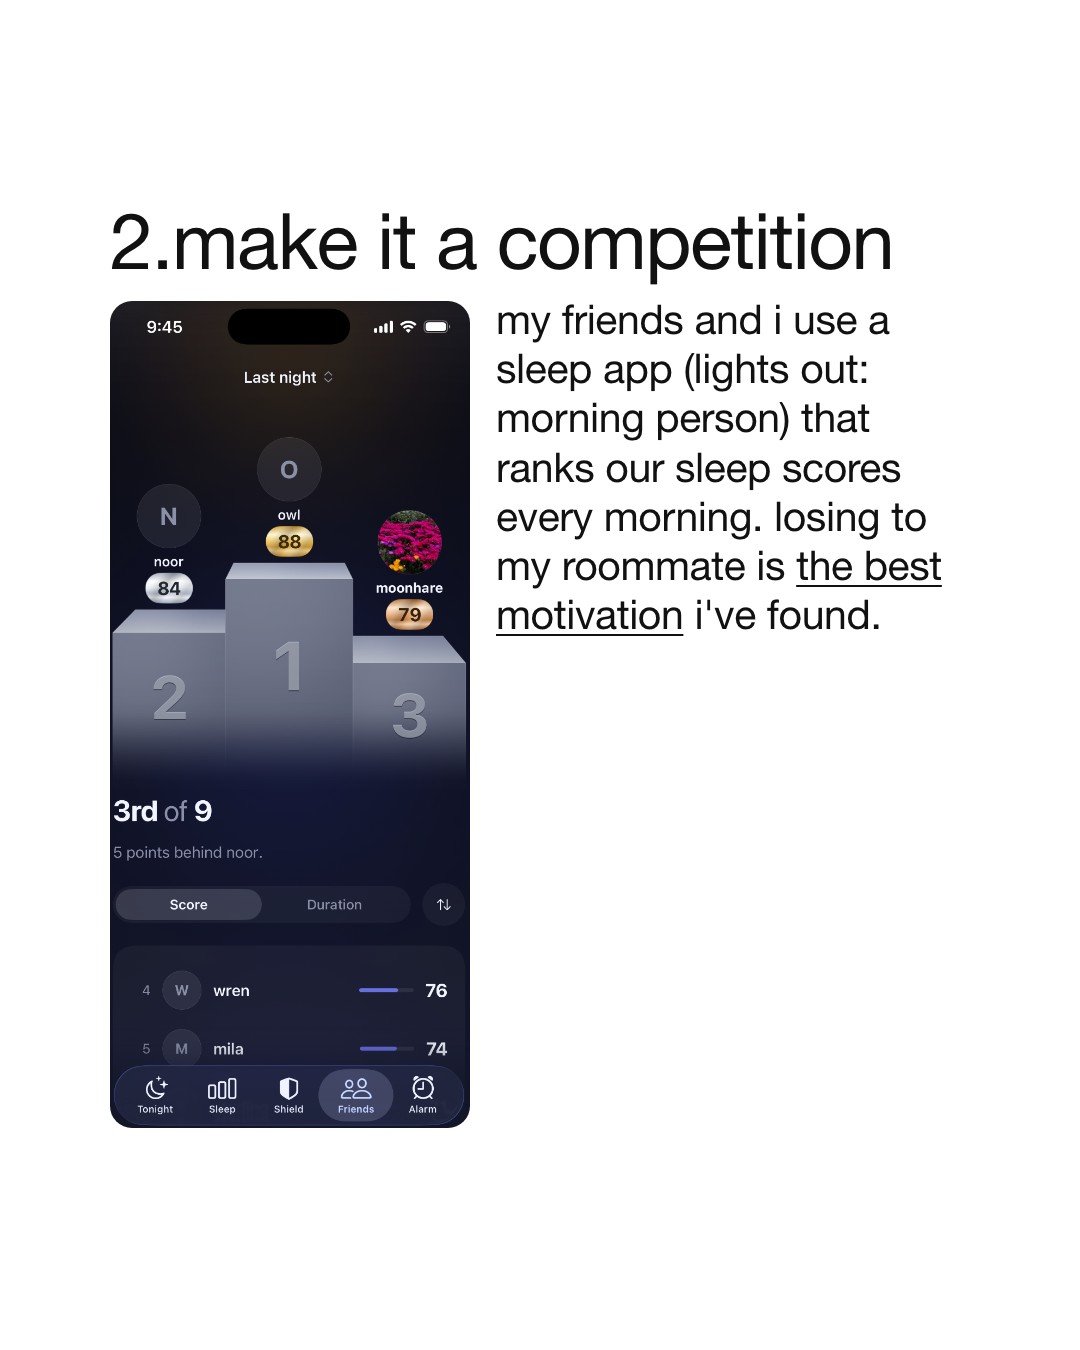 2.make it a competition
9:45
Last night
O
owl
88
N
noor
84
moonhare
79
1
2
3
3rd of 9
5 points behind noor.
Score Duration
4 W wren 76
5 M mila 74
Tonight Sleep Shield Friends Alarm
my friends and i use a
sleep app (lights out:
morning person) that
ranks our sleep scores
every morning. losing to
my roommate is the best
motivation i've found.